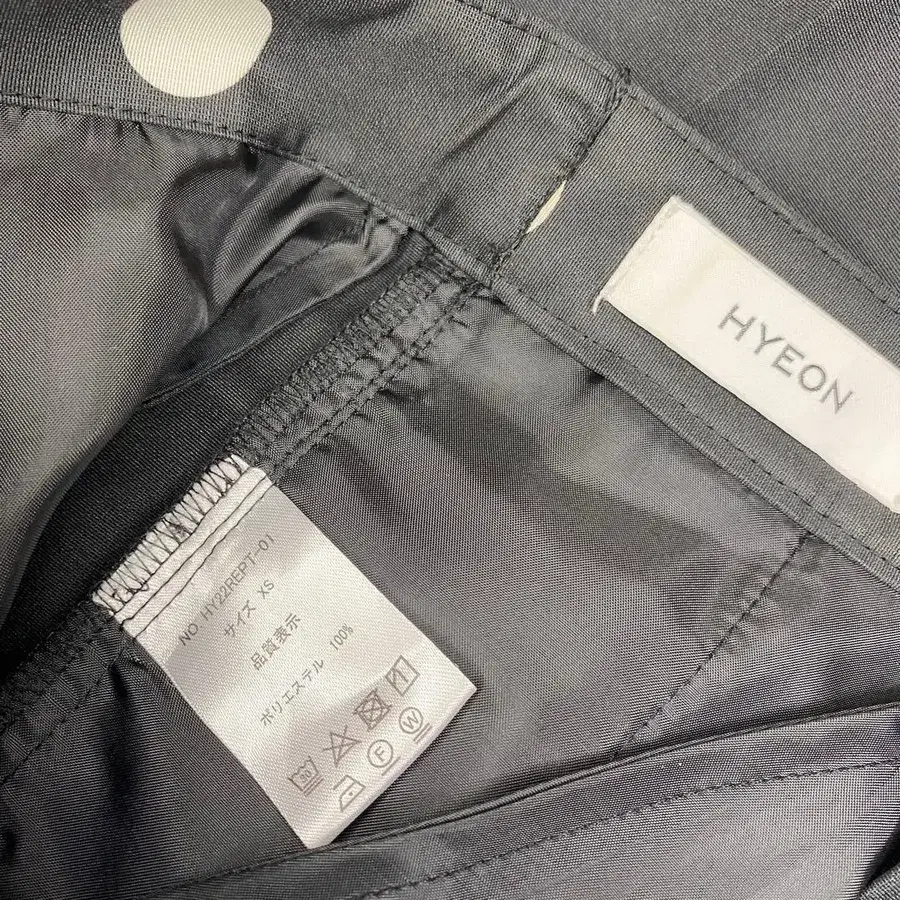 HYEON
NO HY22REPT-01
サイズ XS
品質表示
ポリエステル 100%
30
F W